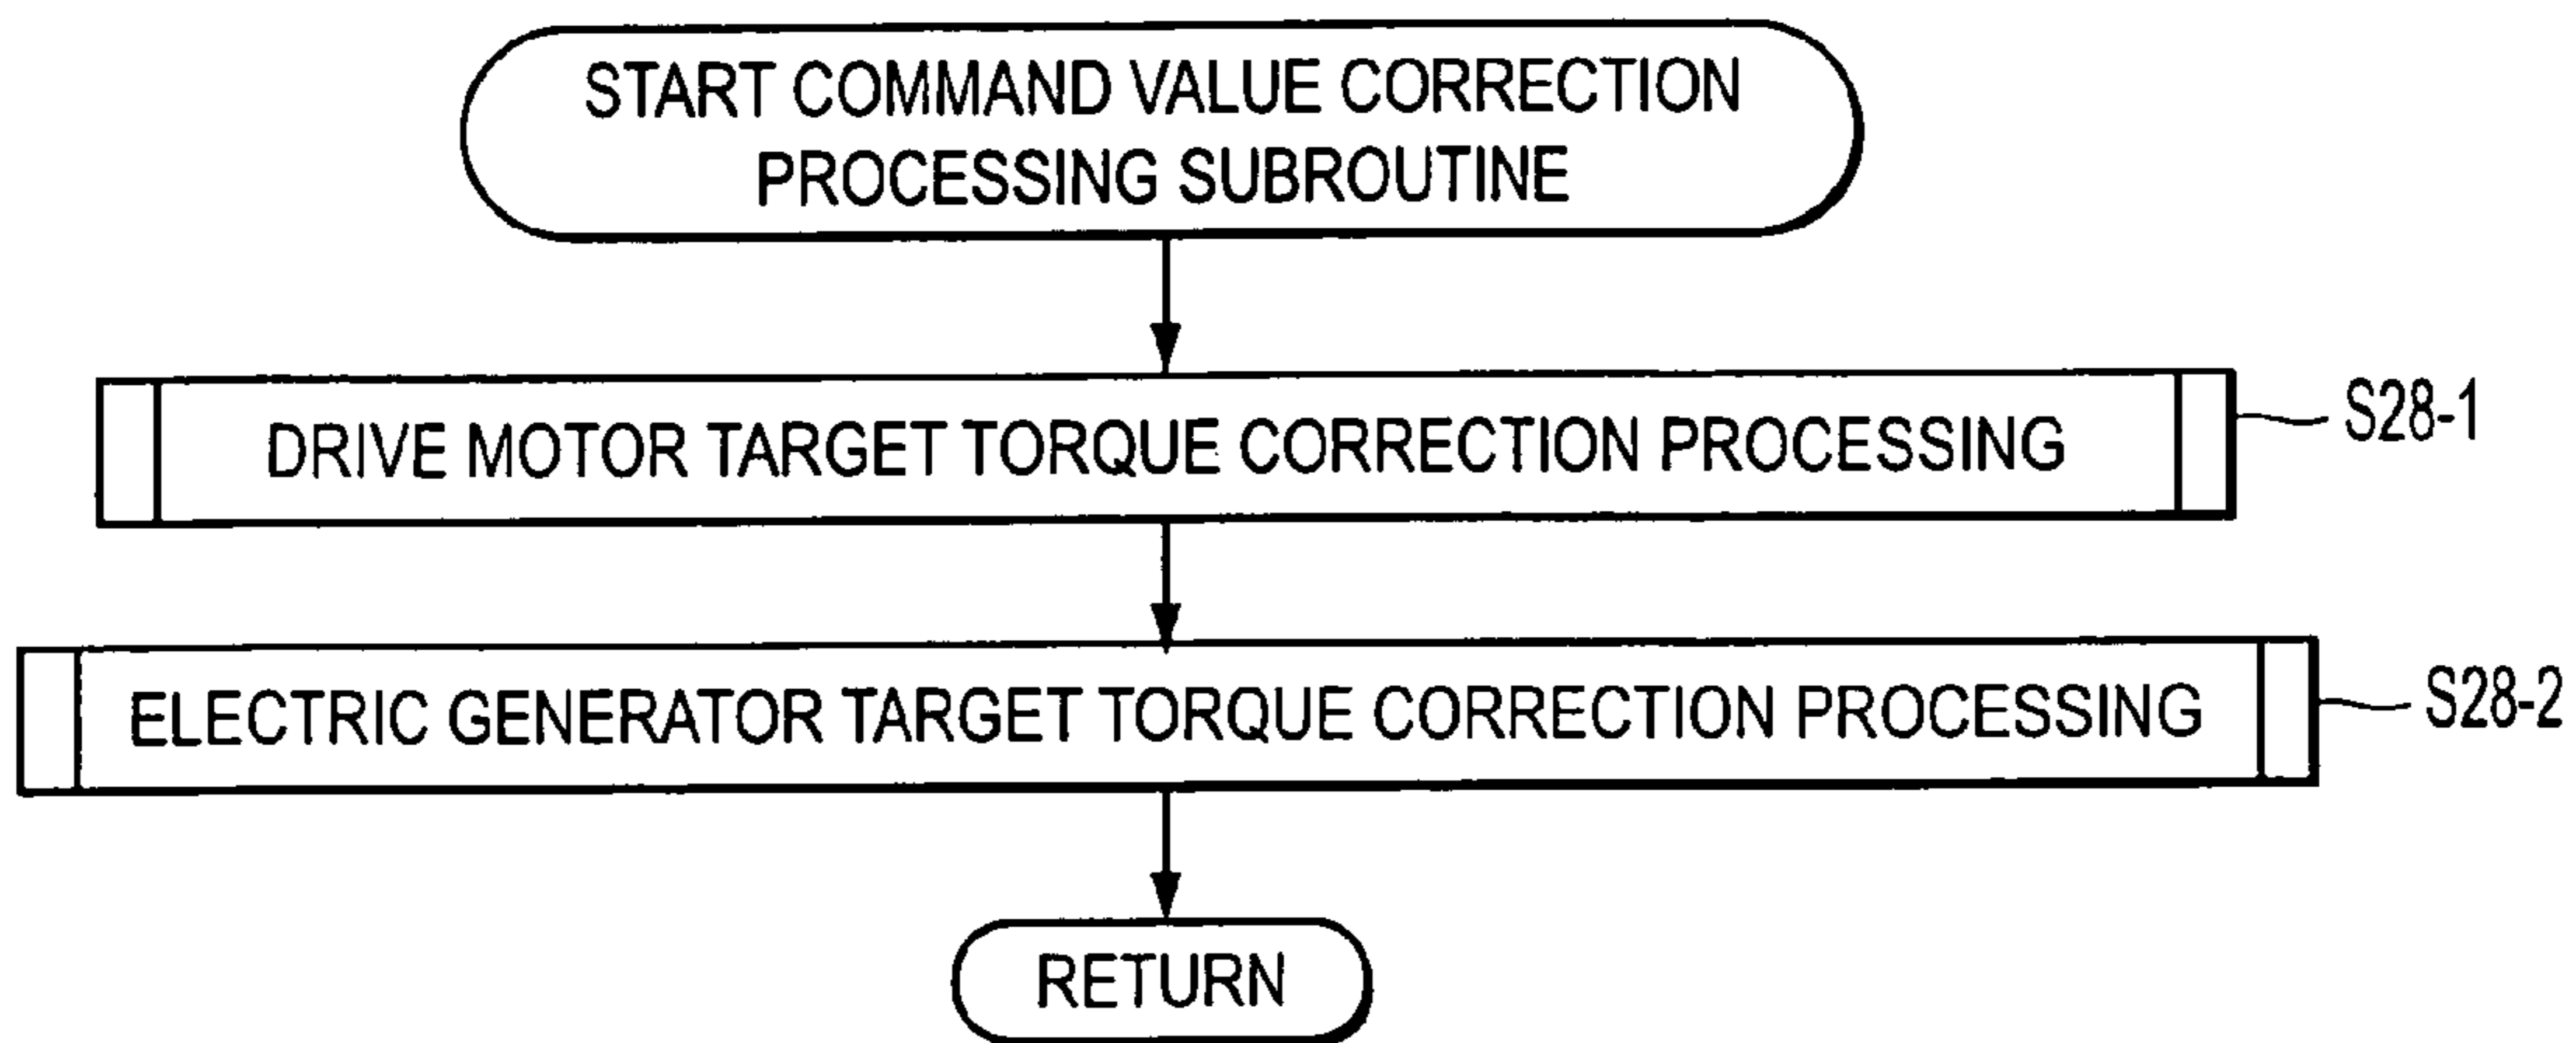 START COMMAND VALUE CORRECTION
PROCESSING SUBROUTINE
DRIVE MOTOR TARGET TORQUE CORRECTION PROCESSING
S28-1
ELECTRIC GENERATOR TARGET TORQUE CORRECTION PROCESSING
S28-2
RETURN